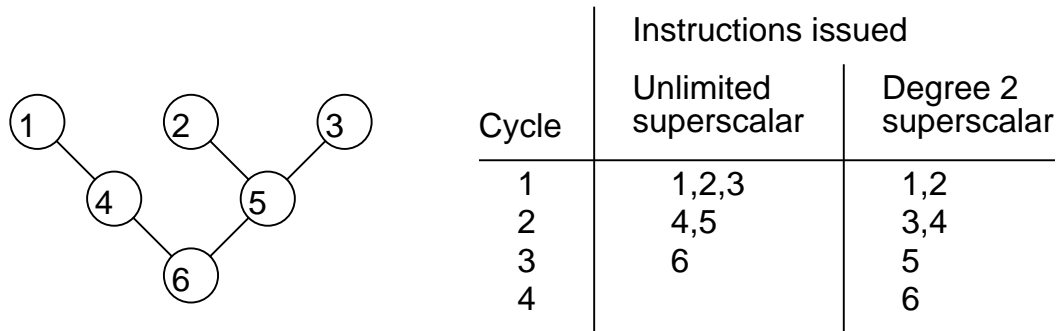 1 2 3
4 5
6
Instructions issued
Cycle Unlimited superscalar Degree 2 superscalar
1 1,2,3 1,2
2 4,5 3,4
3 6 5
4 6